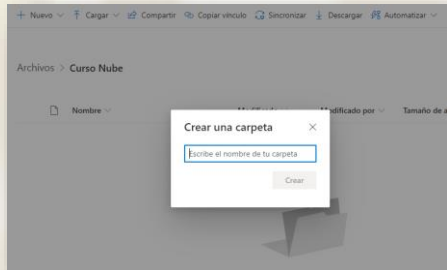 + Nuevo Cargar Compartir Copiar vínculo Sincronizar Descargar Automatizar
Archivos > Curso Nube
Nombre Modificado Modificado por Tamaño de a
Crear una carpeta ×
Escribe el nombre de tu carpeta
Crear